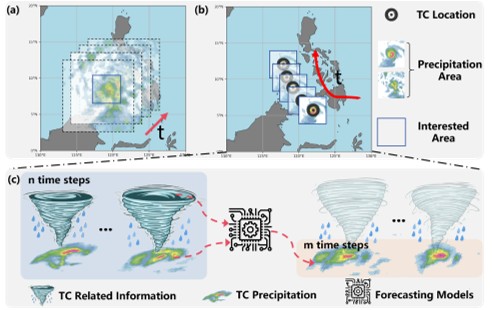 (a)
(b)
t
t
TC Location
Precipitation
Area
Interested
Area
(c)
n time steps
...
...
m time steps
TC Related Information
TC Precipitation
Forecasting Models